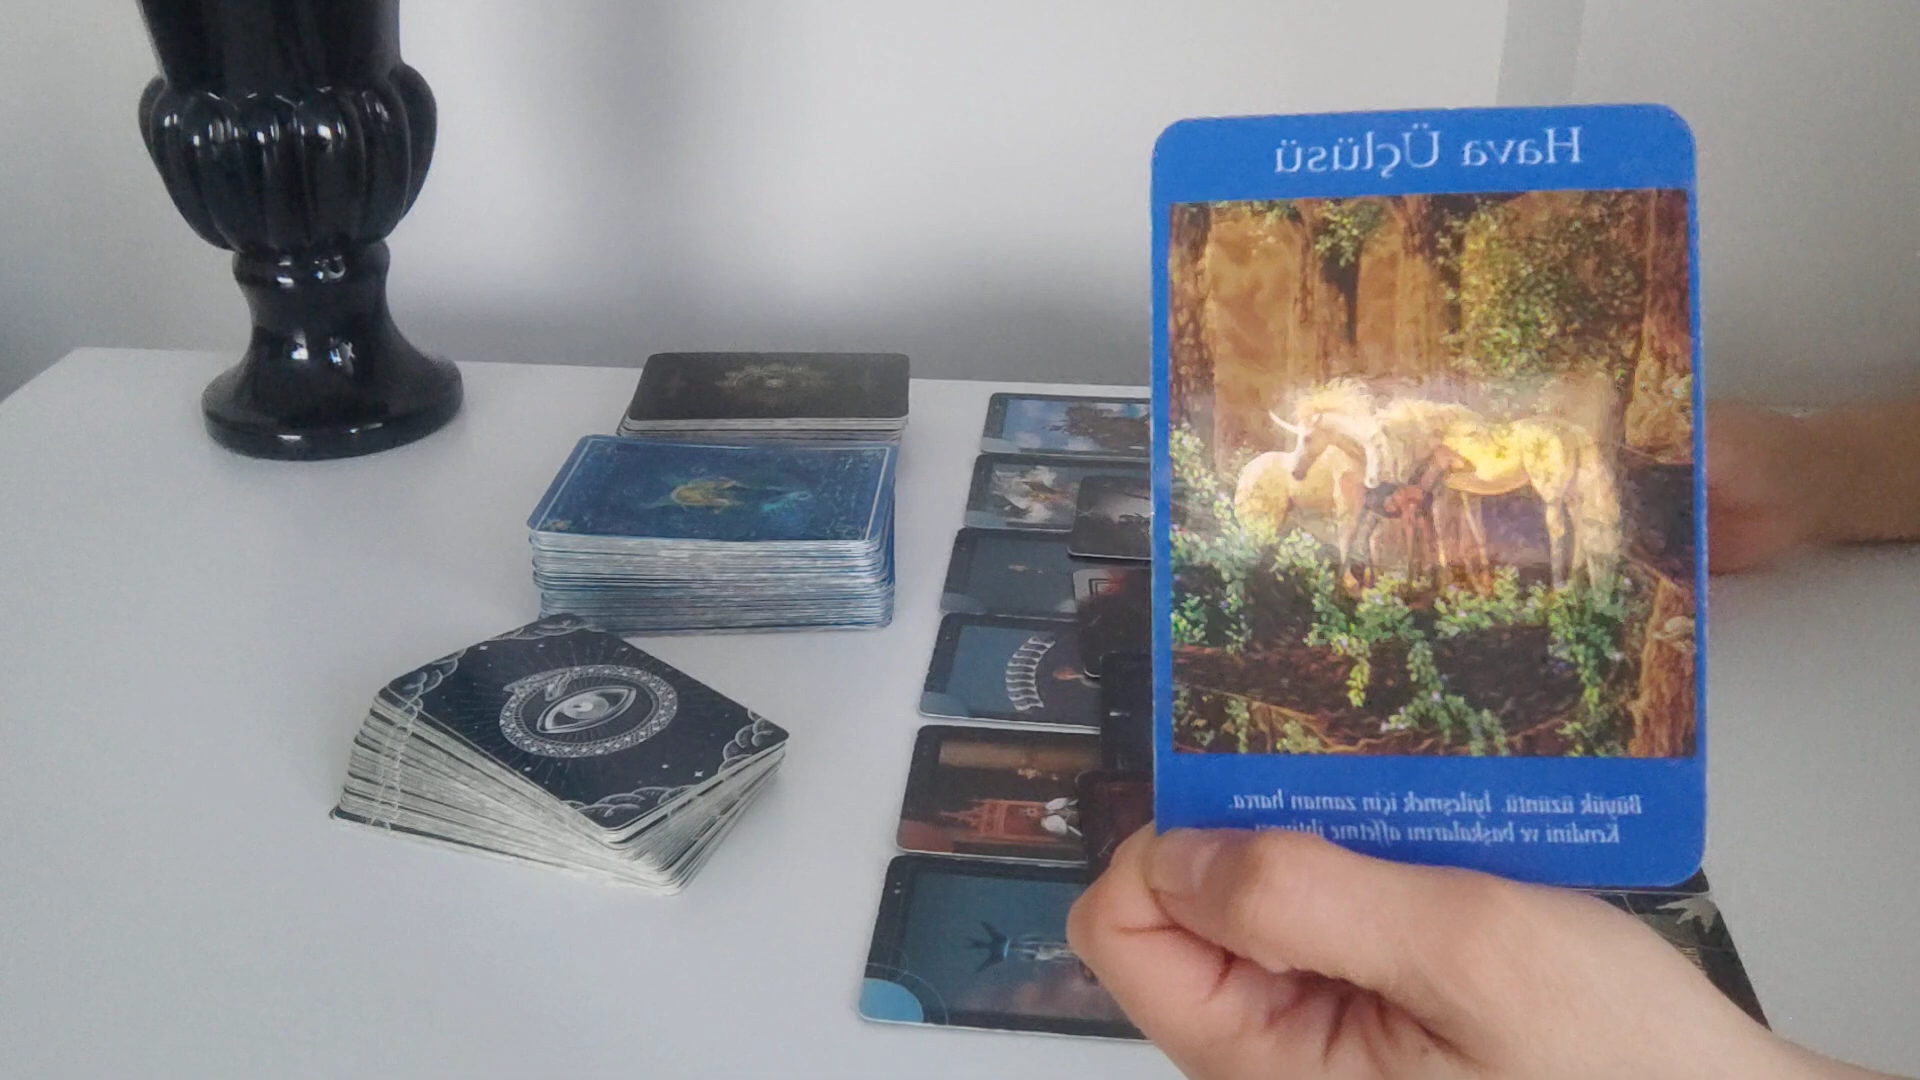 Hava Üçlüsü
Büyük üzüntü. İyileşmek için zaman harca.
Kendini ve başkalarını affetme